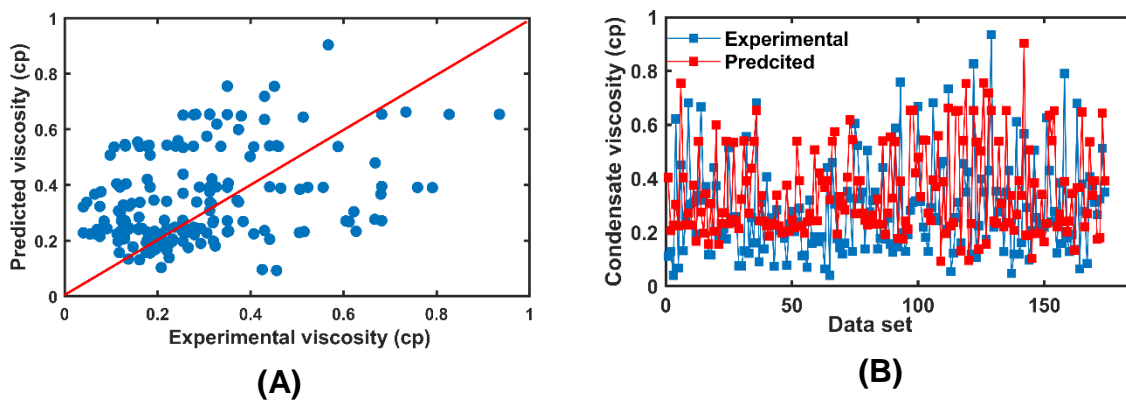 Predicted viscosity (cp)
1
0.8
0.6
0.4
0.2
0
0 0.2 0.4 0.6 0.8 1
Experimental viscosity (cp)
(A)
Condensate viscosity (cp)
1
0.8
0.6
0.4
0.2
0
Experimental
Predcited
0 50 100 150
Data set
(B)